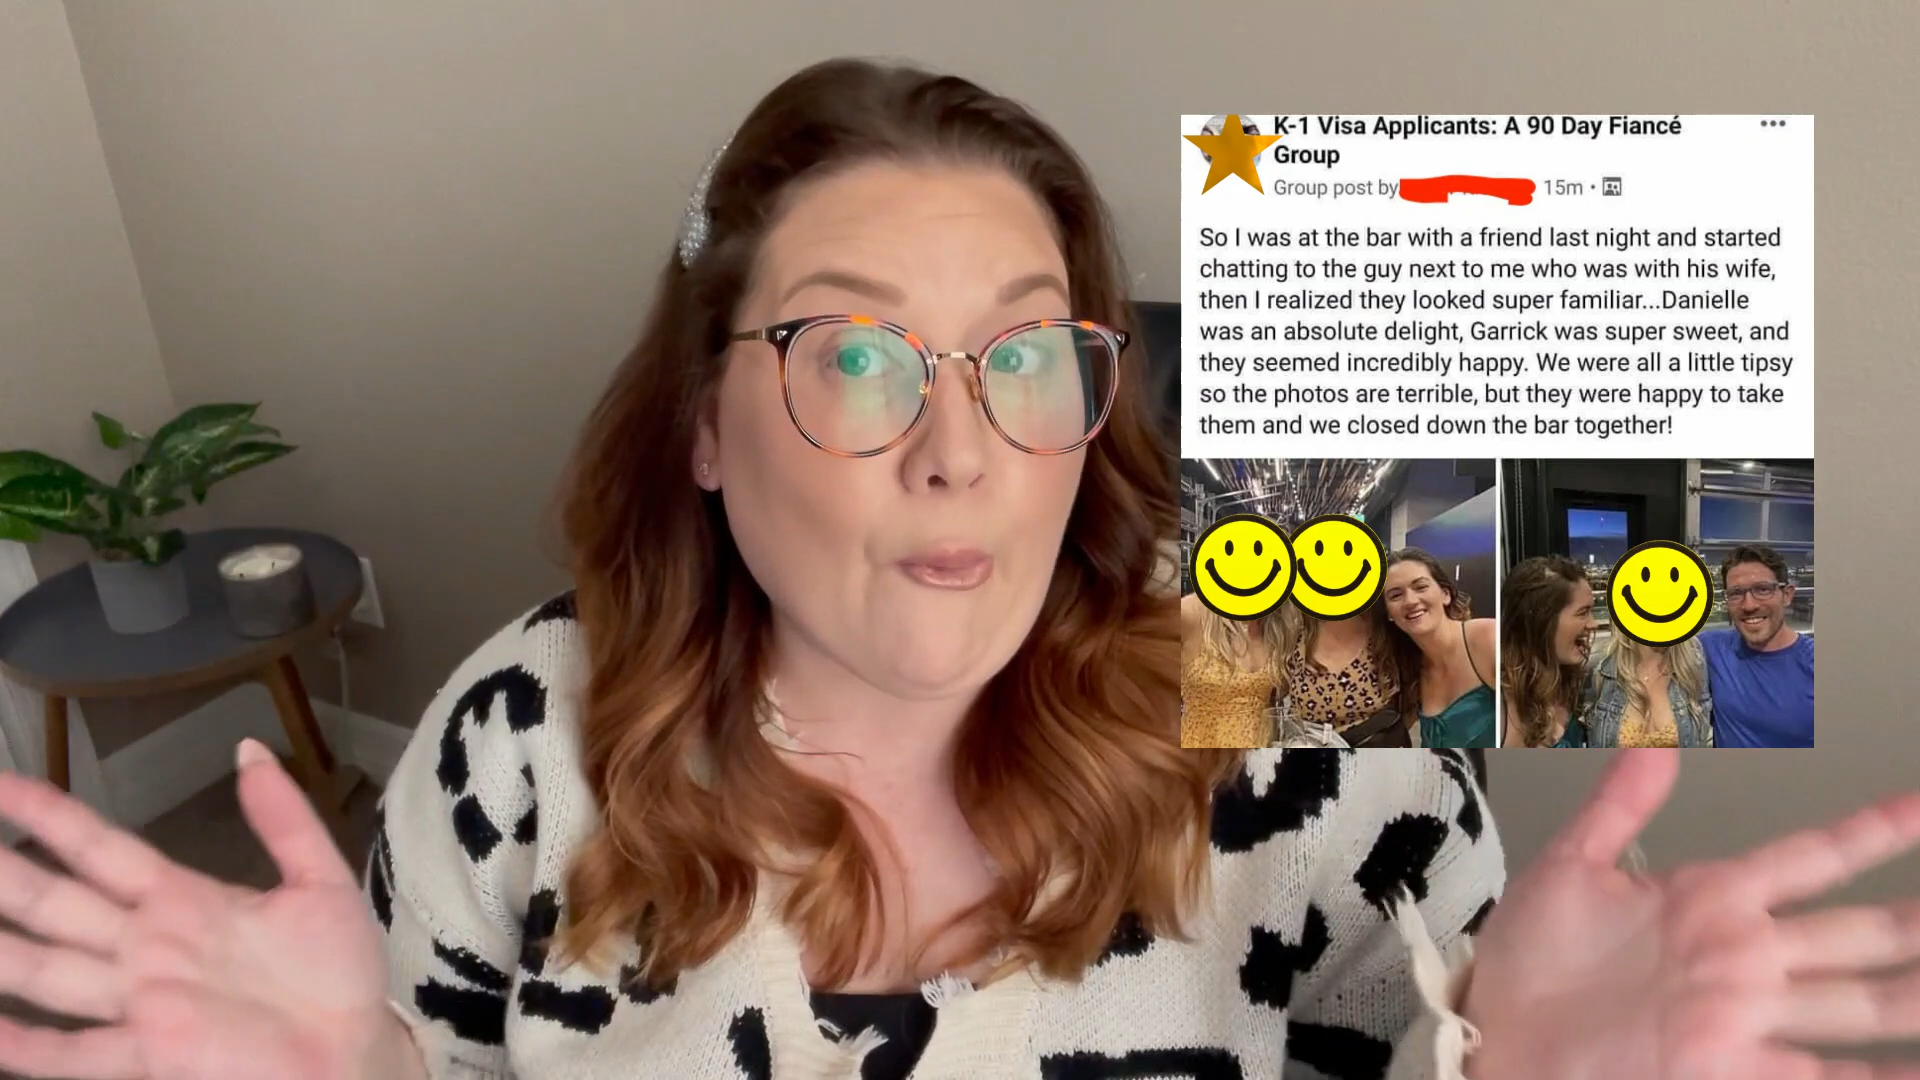 K-1 Visa Applicants: A 90 Day Fiancé
Group
Group post by 15m •
So I was at the bar with a friend last night and started
chatting to the guy next to me who was with his wife,
then I realized they looked super familiar...Danielle
was an absolute delight, Garrick was super sweet, and
they seemed incredibly happy. We were all a little tipsy
so the photos are terrible, but they were happy to take
them and we closed down the bar together!